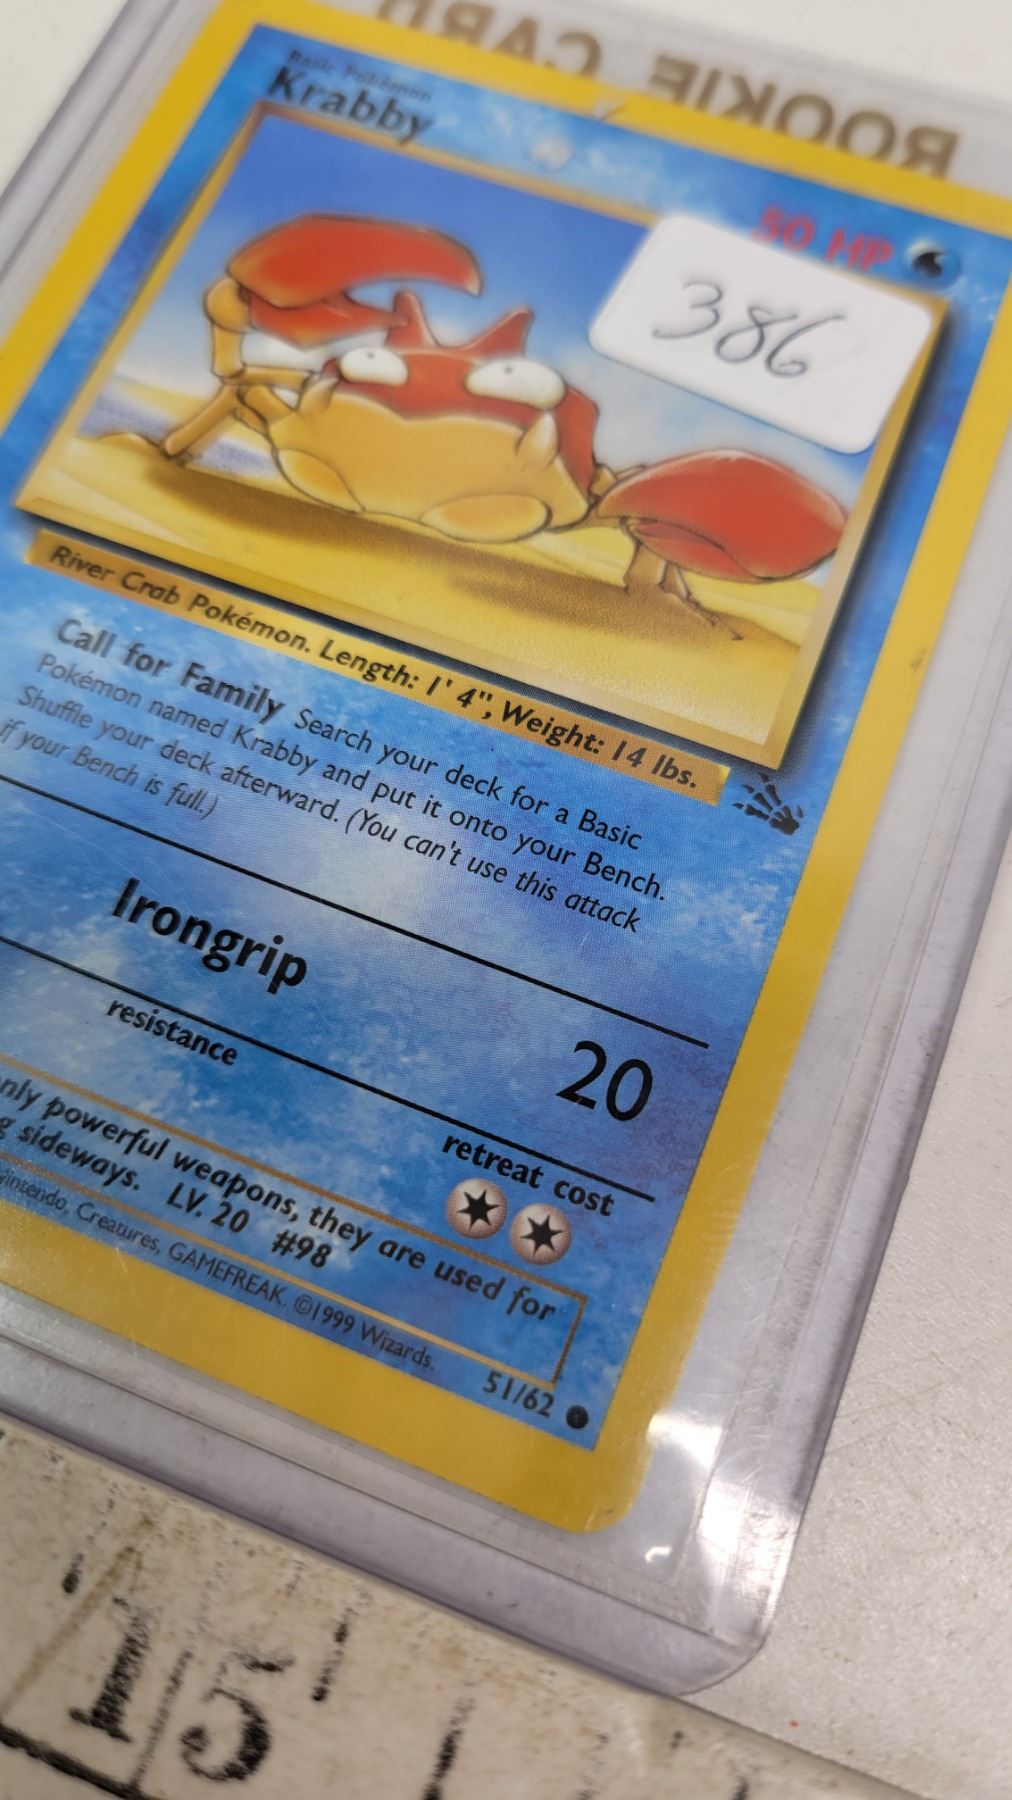 ROOKIE CARD
Basic Pokémon
Krabby
50 HP
386
River Crab Pokémon. Length: 1' 4", Weight: 14 lbs.
Call for Family Search your deck for a Basic
Pokémon named Krabby and put it onto your Bench.
Shuffle your deck afterward. (You can't use this attack
if your Bench is full.)
Irongrip
20
resistance
retreat cost
powerful weapons, they are used for
sideways. LV. 20 #98
Nintendo, Creatures, GAMEFREAK. ©1999 Wizards.
51/62
15